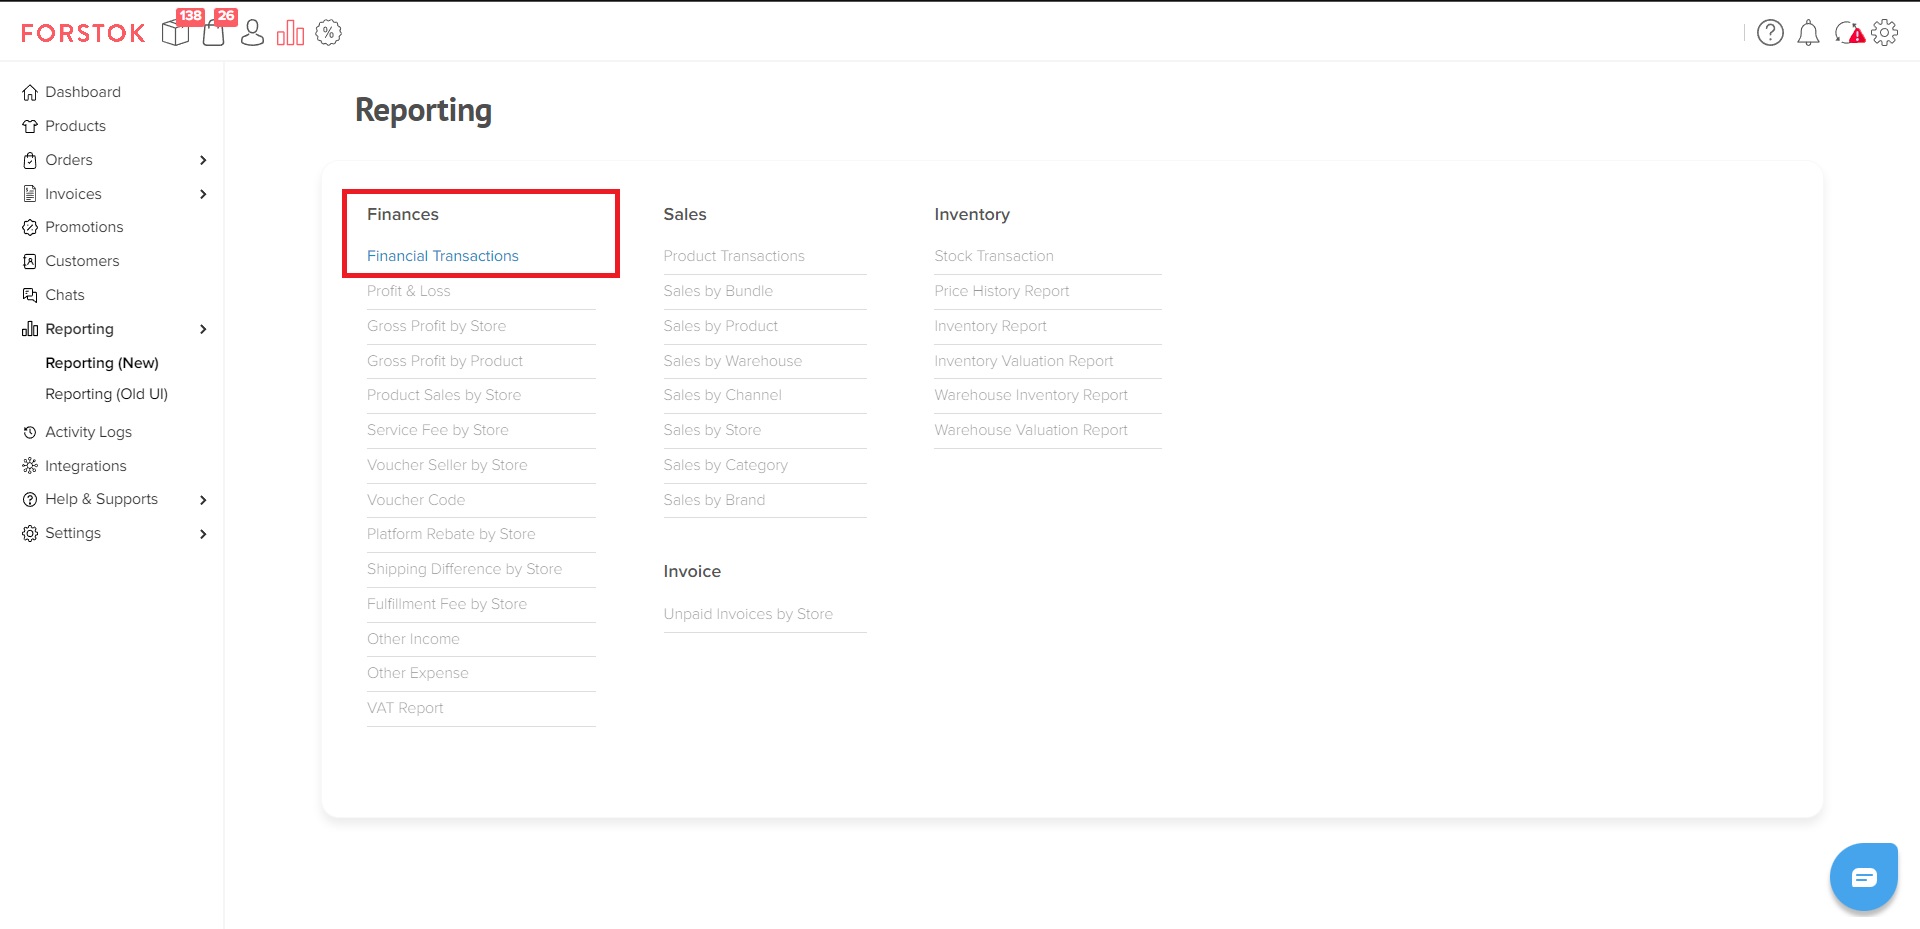 FORSTOK
138
26
%
Dashboard
Products
Orders
Invoices
Promotions
Customers
Chats
Reporting
Reporting (New)
Reporting (Old UI)
Activity Logs
Integrations
Help & Supports
Settings
Reporting
Finances
Financial Transactions
Profit & Loss
Gross Profit by Store
Gross Profit by Product
Product Sales by Store
Service Fee by Store
Voucher Seller by Store
Voucher Code
Platform Rebate by Store
Shipping Difference by Store
Fulfillment Fee by Store
Other Income
Other Expense
VAT Report
Sales
Product Transactions
Sales by Bundle
Sales by Product
Sales by Warehouse
Sales by Channel
Sales by Store
Sales by Category
Sales by Brand
Invoice
Unpaid Invoices by Store
Inventory
Stock Transaction
Price History Report
Inventory Report
Inventory Valuation Report
Warehouse Inventory Report
Warehouse Valuation Report